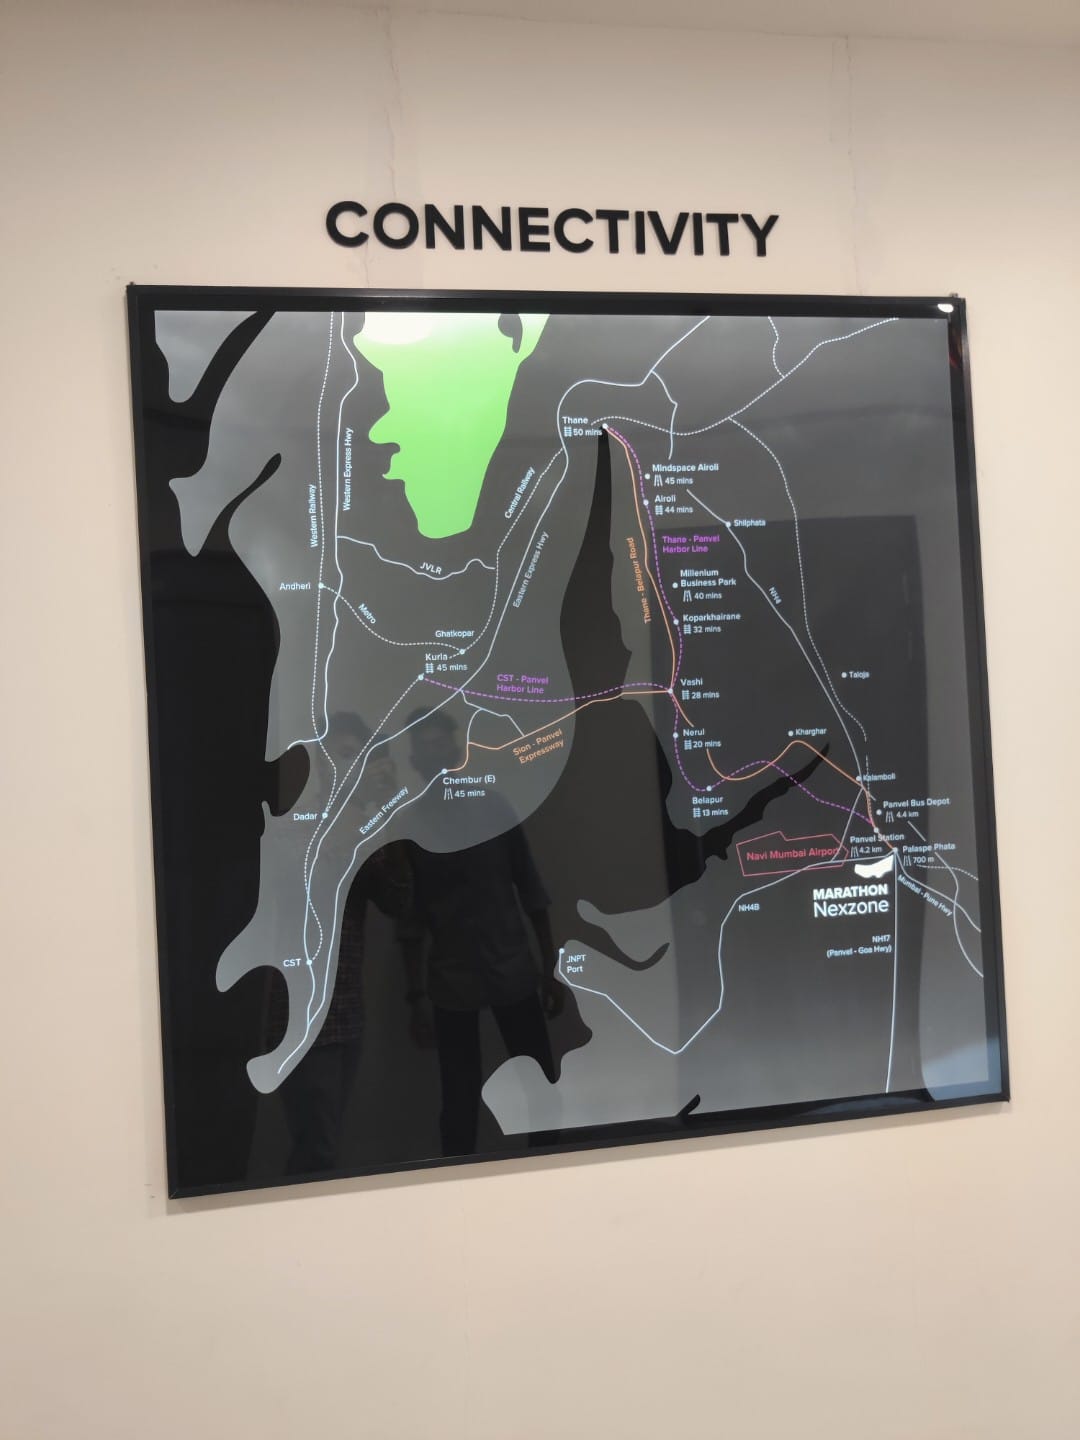 CONNECTIVITY
Western Railway
Western Express Hwy
Thane
50 mins
Central Railway
Eastern Express Hwy
JVLR
Andheri
Metro
Ghatkopar
Kurla
45 mins
CST - Panvel
Harbor Line
Sion - Panvel
Expressway
Chembur (E)
45 mins
Eastern Freeway
Dadar
CST
Mindspace Airoli
45 mins
Airoli
44 mins
Shilphata
Thane - Panvel
Harbor Line
Thane - Belapur Road
Millenium
Business Park
40 mins
NH4
Koparkhairane
32 mins
Taloja
Vashi
28 mins
Nerul
20 mins
Kharghar
Kalamboli
Belapur
13 mins
Panvel Bus Depot
4.4 km
Panvel Station
4.2 km
Palaspe Phata
700 m
Navi Mumbai Airport
MARATHON
Nexzone
Mumbai - Pune Hwy
NH4B
NH17
(Panvel - Goa Hwy)
JNPT
Port